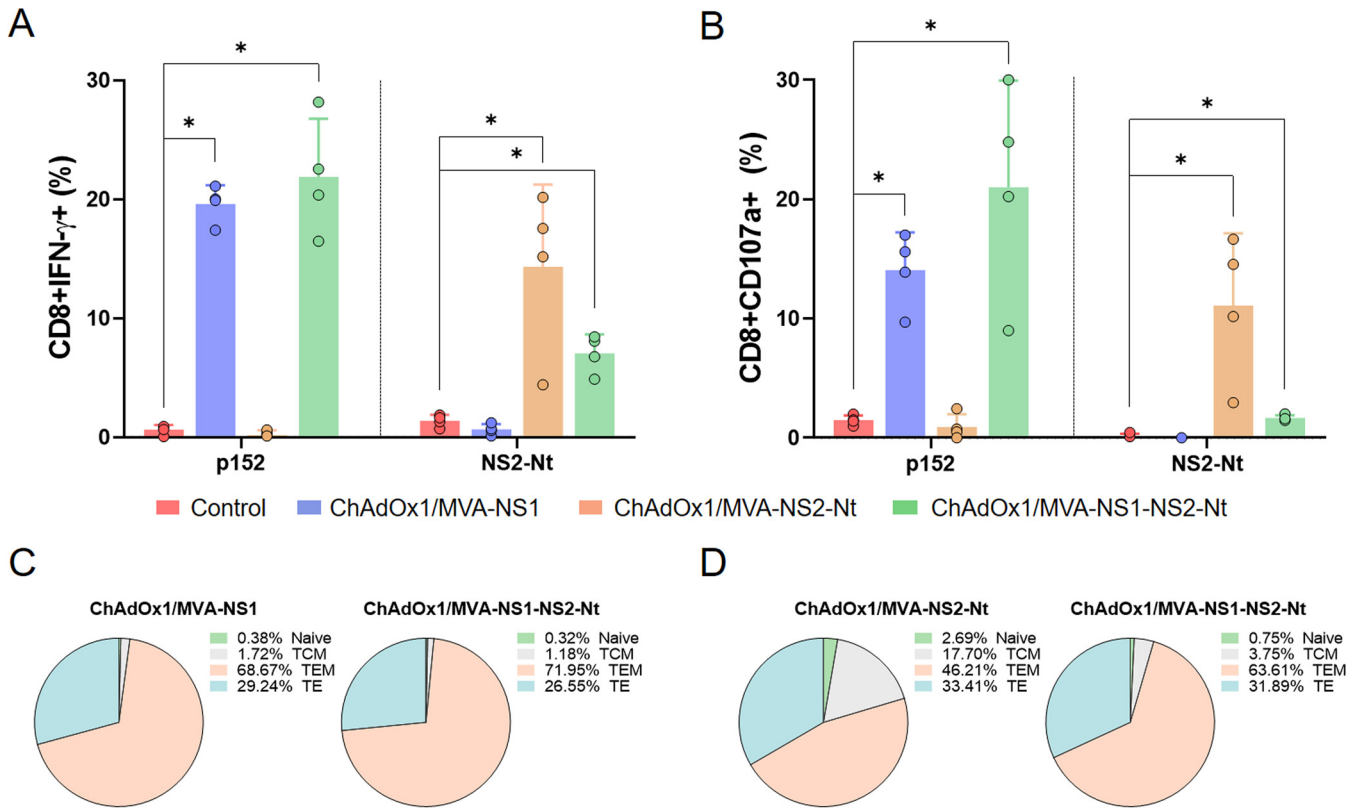 A
B
*
*
*
*
30
20
10
0
CD8+IFN-γ+ (%)
p152
NS2-Nt
*
*
*
*
30
20
10
0
CD8+CD107a+ (%)
p152
NS2-Nt
Control
ChAdOx1/MVA-NS1
ChAdOx1/MVA-NS2-Nt
ChAdOx1/MVA-NS1-NS2-Nt
C
D
ChAdOx1/MVA-NS1
0.38% Naive
1.72% TCM
68.67% TEM
29.24% TE
ChAdOx1/MVA-NS1-NS2-Nt
0.32% Naive
1.18% TCM
71.95% TEM
26.55% TE
ChAdOx1/MVA-NS2-Nt
2.69% Naive
17.70% TCM
46.21% TEM
33.41% TE
ChAdOx1/MVA-NS1-NS2-Nt
0.75% Naive
3.75% TCM
63.61% TEM
31.89% TE